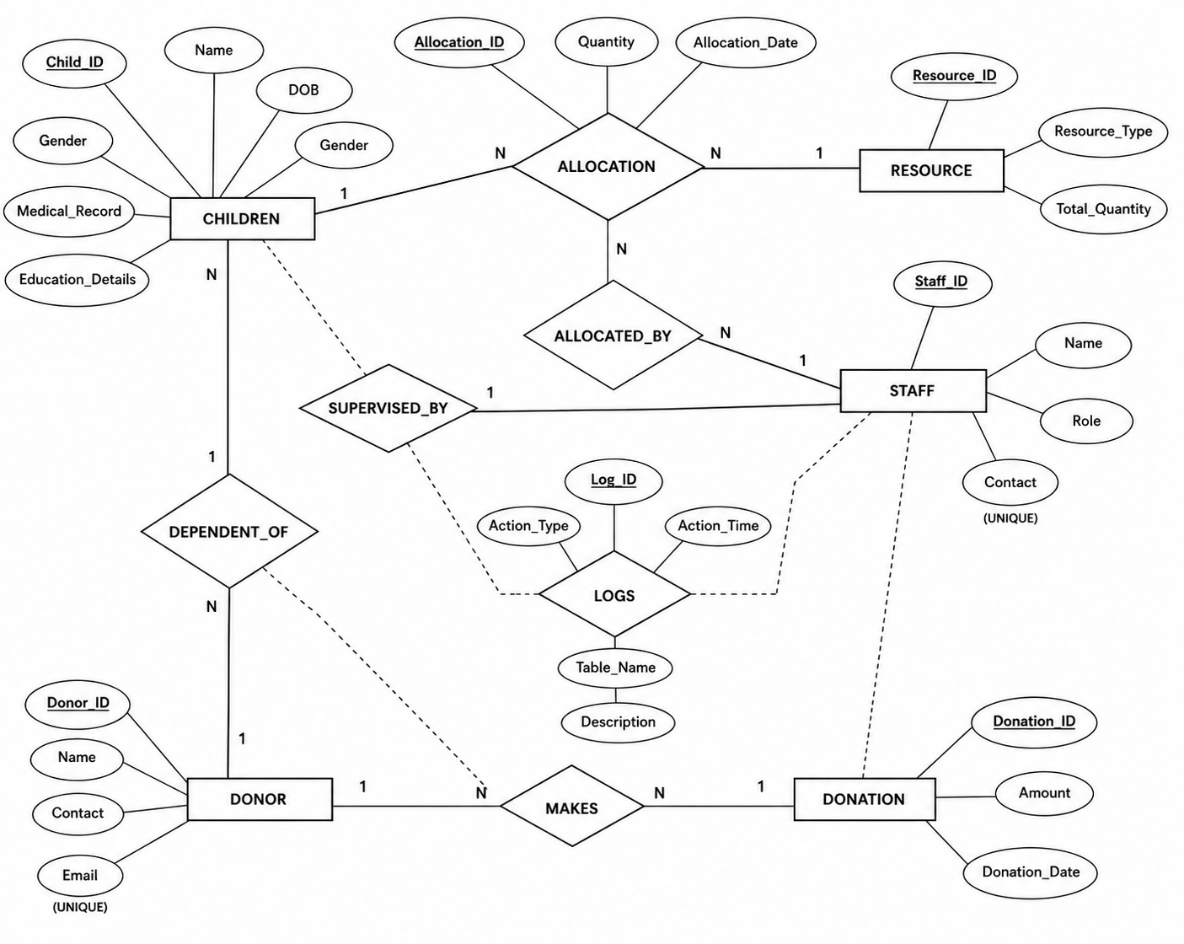 Child_ID
Name
DOB
Gender
Gender
Medical_Record
Education_Details
CHILDREN
Allocation_ID
Quantity
Allocation_Date
ALLOCATION
N
N
1
1
Resource_ID
Resource_Type
Total_Quantity
RESOURCE
N
N
ALLOCATED_BY
N
1
Staff_ID
Name
Role
Contact
(UNIQUE)
STAFF
SUPERVISED_BY
1
1
DEPENDENT_OF
N
1
Log_ID
Action_Type
Action_Time
LOGS
Table_Name
Description
Donor_ID
Name
Contact
Email
(UNIQUE)
DONOR
1
N
MAKES
N
1
DONATION
Donation_ID
Amount
Donation_Date